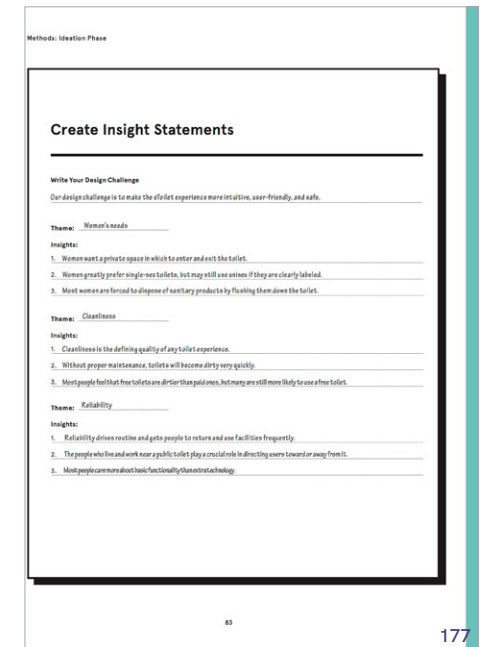 Methods: Ideation Phase
Create Insight Statements
Write Your Design Challenge
Our design challenge is to make the eToilet experience more intuitive, user-friendly, and safe.
Theme: Women's needs
Insights:
1. Women want a private space in which to enter and exit the toilet.
2. Women greatly prefer single-sex toilets, but may still use unisex if they are clearly labeled.
3. Most women are forced to dispose of sanitary products by flushing them down the toilet.
Theme: Cleanliness
Insights:
1. Cleanliness is the defining quality of any toilet experience.
2. Without proper maintenance, toilets will become dirty very quickly.
3. Most people feel that free toilets are dirtier than paid ones, but many are still more likely to use a free toilet.
Theme: Reliability
Insights:
1. Reliability drives routine and gets people to return and use facilities frequently.
2. The people who live and work near a public toilet play a crucial role in directing users toward or away from it.
3. Most people care more about basic functionality than extra technology.
83
177